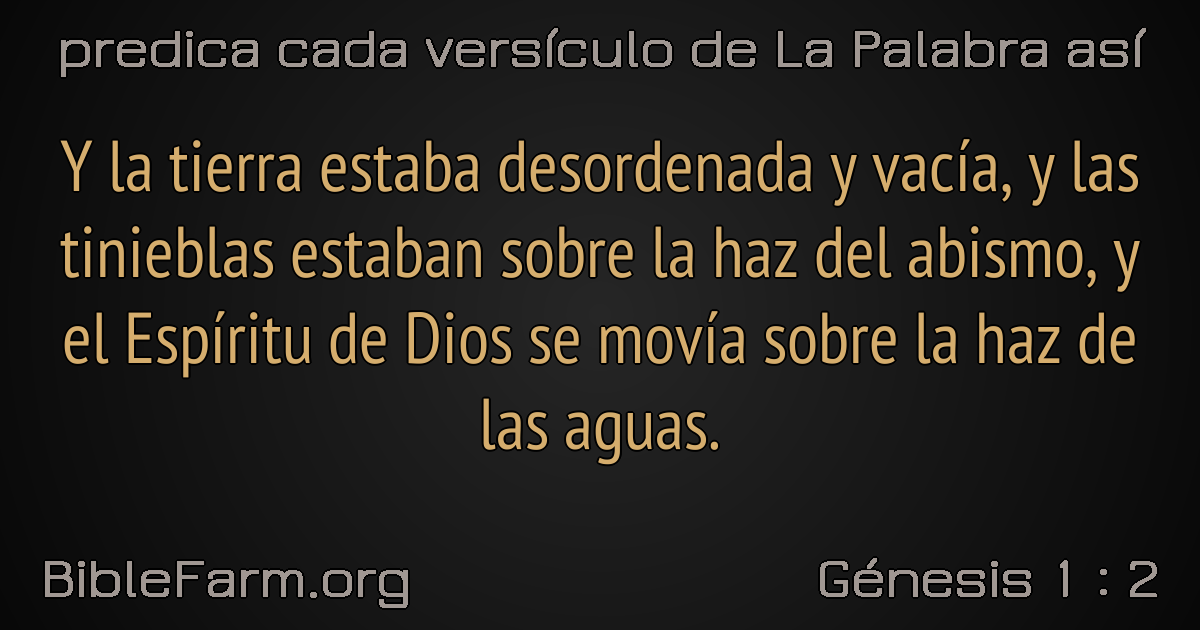 predica cada versículo de La Palabra así
Y la tierra estaba desordenada y vacía, y las
tinieblas estaban sobre la haz del abismo, y
el Espíritu de Dios se movía sobre la haz de
las aguas.
BibleFarm.org
Génesis 1 : 2